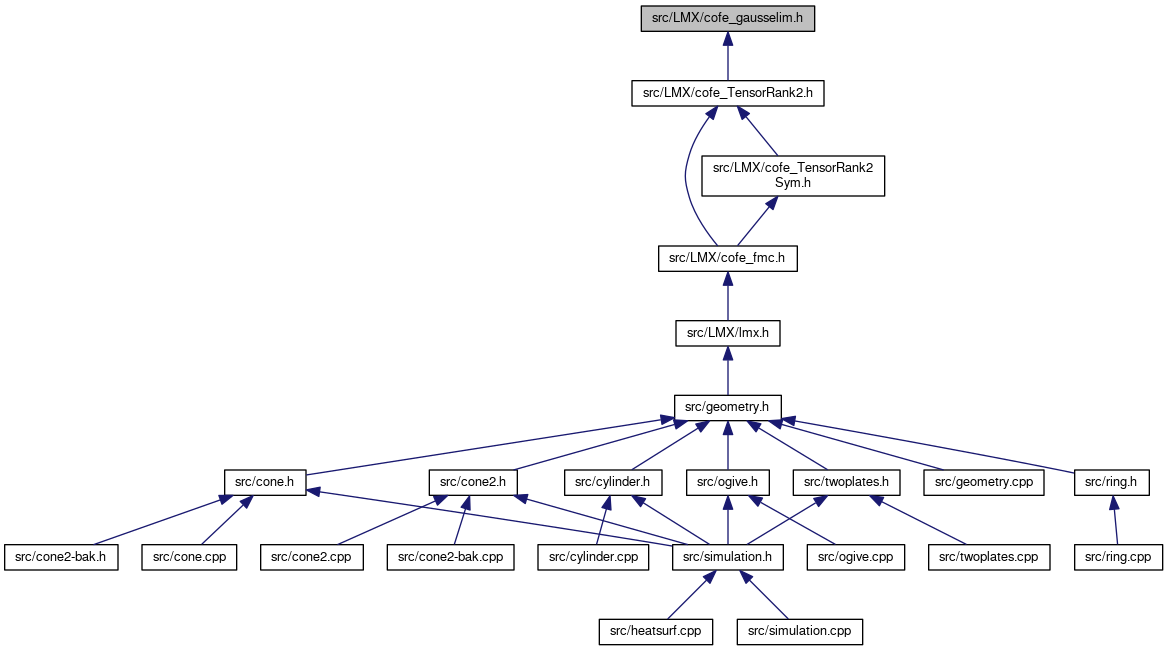 src/LMX/cofe_gausselim.h
src/LMX/cofe_TensorRank2.h
src/LMX/cofe_TensorRank2
Sym.h
src/LMX/cofe_fmc.h
src/LMX/lmx.h
src/geometry.h
src/cone.h
src/cone2.h
src/cylinder.h
src/ogive.h
src/twoplates.h
src/geometry.cpp
src/ring.h
src/cone2-bak.h
src/cone.cpp
src/cone2.cpp
src/cone2-bak.cpp
src/cylinder.cpp
src/simulation.h
src/ogive.cpp
src/twoplates.cpp
src/ring.cpp
src/heatsurf.cpp
src/simulation.cpp